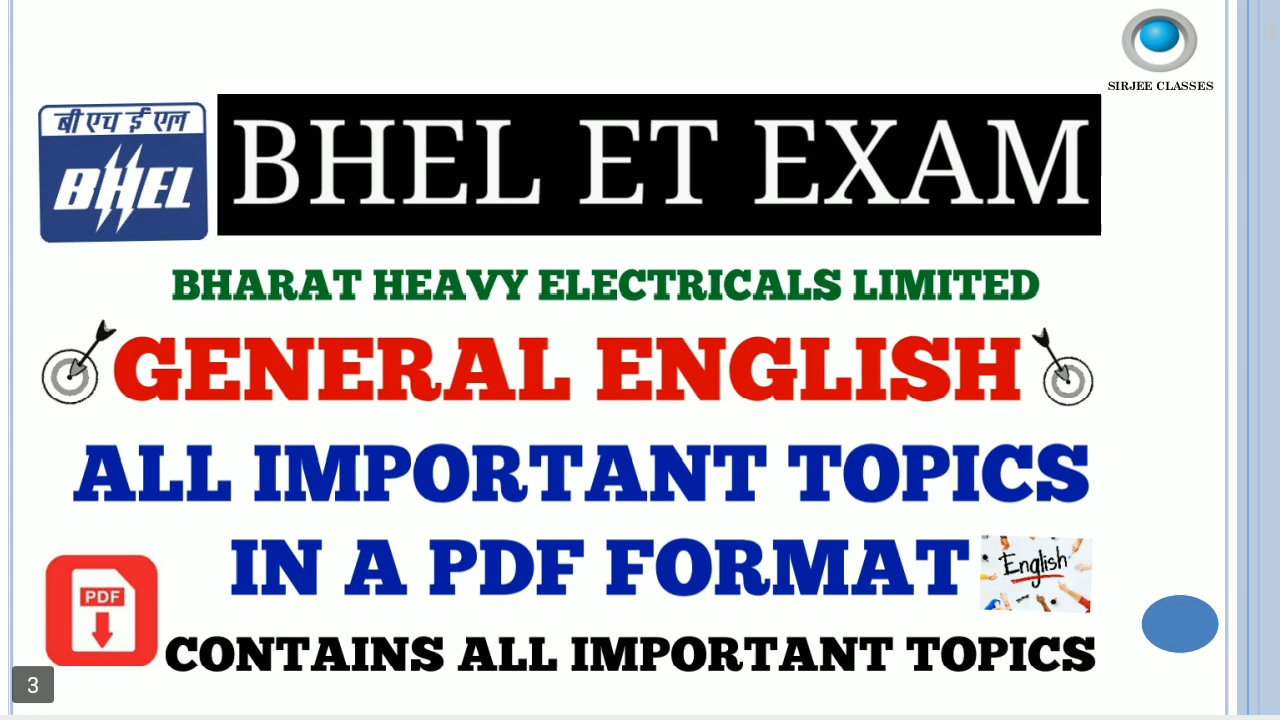 SIRJEE CLASSES
बी एच ई एल
BHEL
BHEL ET EXAM
BHARAT HEAVY ELECTRICALS LIMITED
GENERAL ENGLISH
ALL IMPORTANT TOPICS
IN A PDF FORMAT
English
PDF
CONTAINS ALL IMPORTANT TOPICS
3